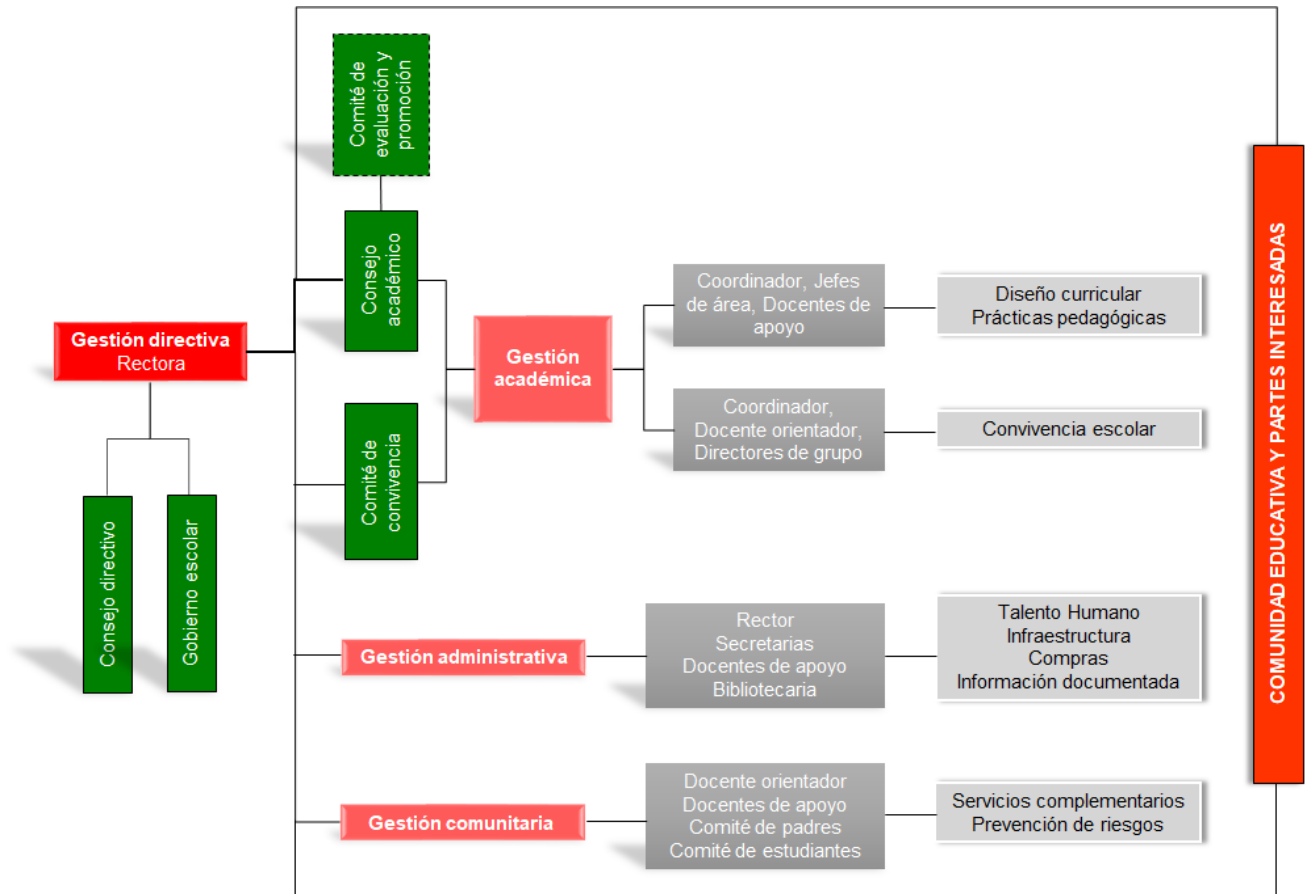 Comité de
evaluación y
promoción
Consejo
académico
Gestión directiva
Rectora
Gestión
académica
Coordinador, Jefes
de área, Docentes de
apoyo
Diseño curricular
Prácticas pedagógicas
Coordinador,
Docente orientador,
Directores de grupo
Convivencia escolar
Comité de
convivencia
Consejo directivo
Gobierno escolar
Gestión administrativa
Rector
Secretarias
Docentes de apoyo
Bibliotecaria
Talento Humano
Infraestructura
Compras
Información documentada
Gestión comunitaria
Docente orientador
Docentes de apoyo
Comité de padres
Comité de estudiantes
Servicios complementarios
Prevención de riesgos
COMUNIDAD EDUCATIVA Y PARTES INTERESADAS